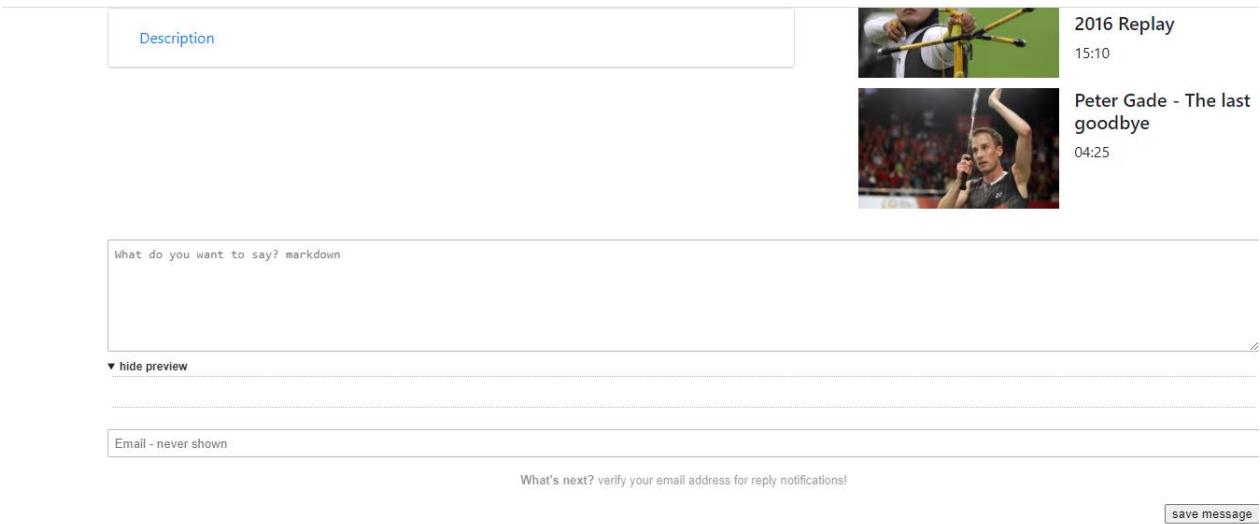 Description
2016 Replay
15:10
Peter Gade - The last
goodbye
04:25
What do you want to say? markdown
▼ hide preview
Email - never shown
What's next? verify your email address for reply notifications!
save message